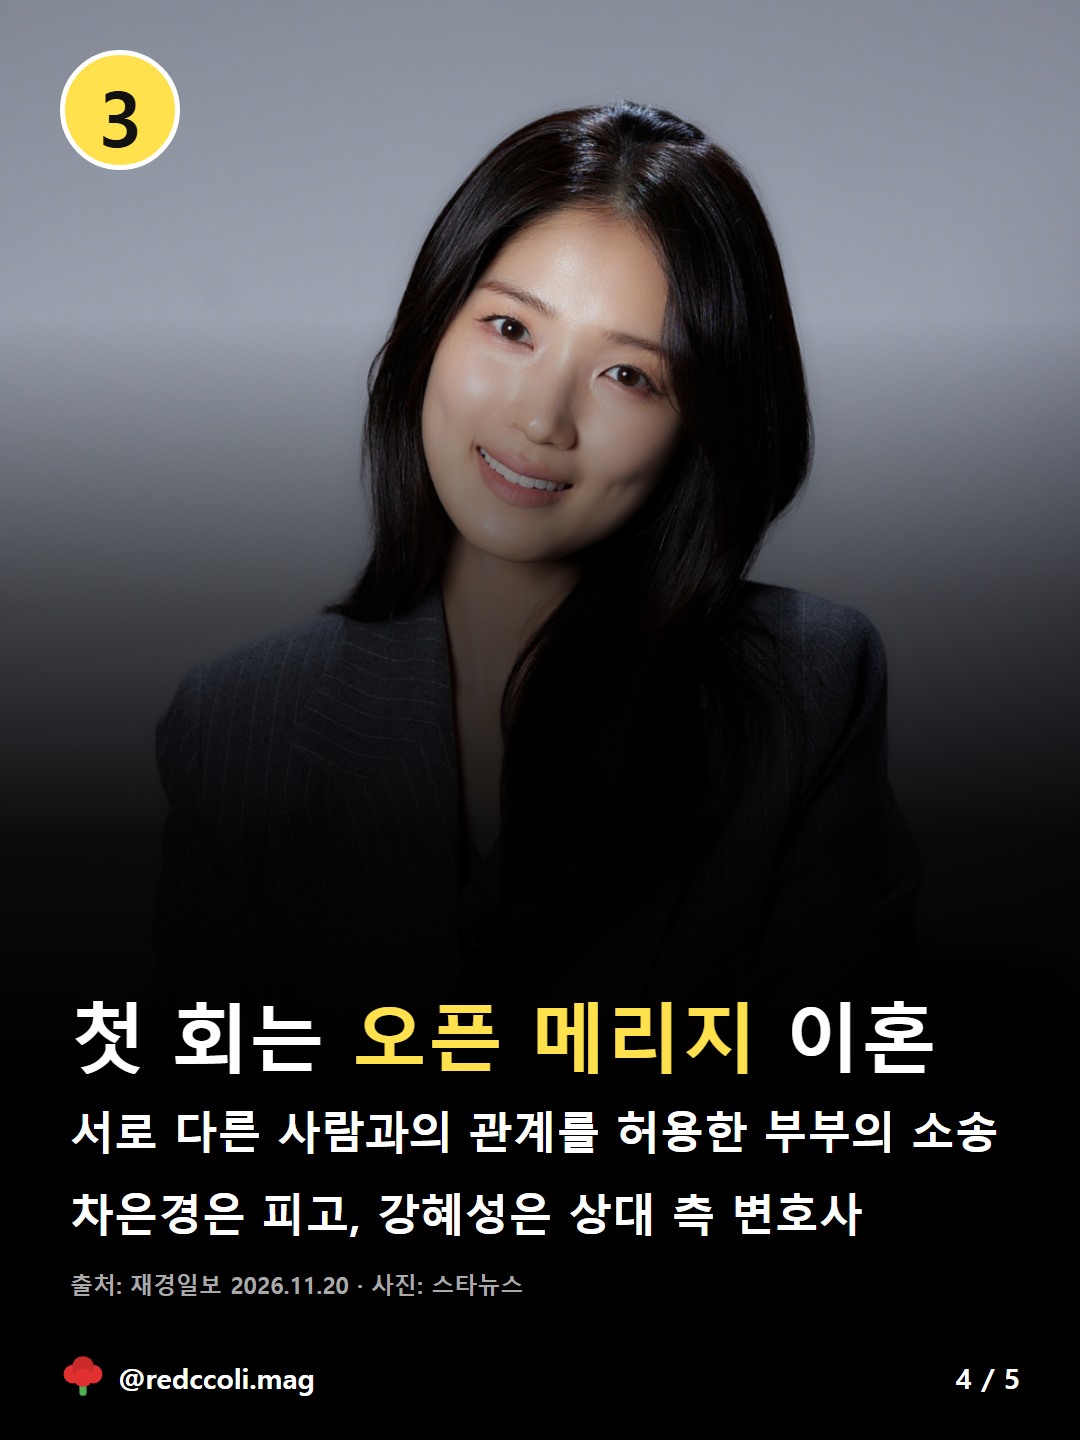 3
첫 회는 오픈 메리지 이혼
서로 다른 사람과의 관계를 허용한 부부의 소송
차은경은 피고, 강혜성은 상대 측 변호사
출처: 재경일보 2026.11.20 · 사진: 스타뉴스
@redccoli.mag
4 / 5